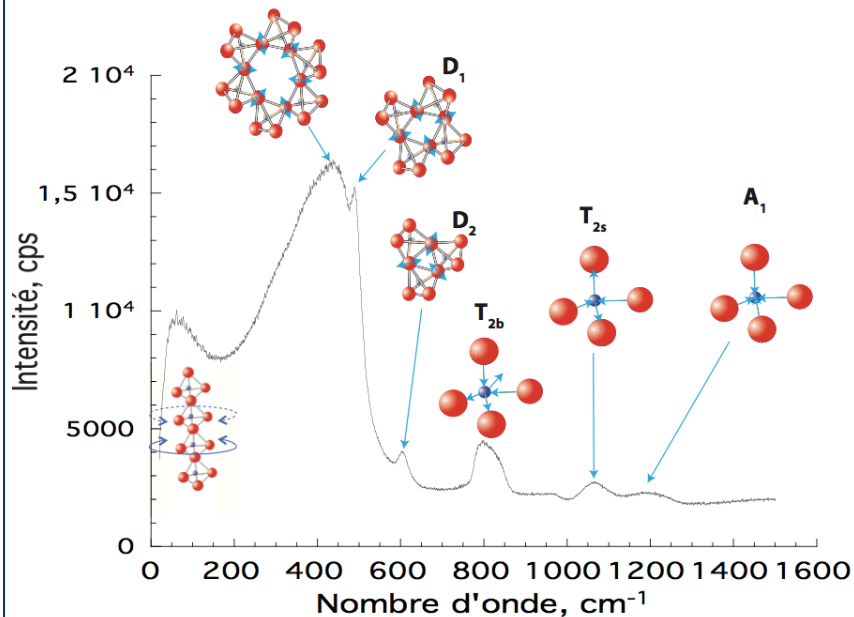 D₁
2 10⁴
1,5 10⁴
D₂
T₂ₛ
A₁
1 10⁴
T₂b
Intensité, cps
5000
0
0 200 400 600 800 1000 1200 1400 1600
Nombre d'onde, cm⁻¹